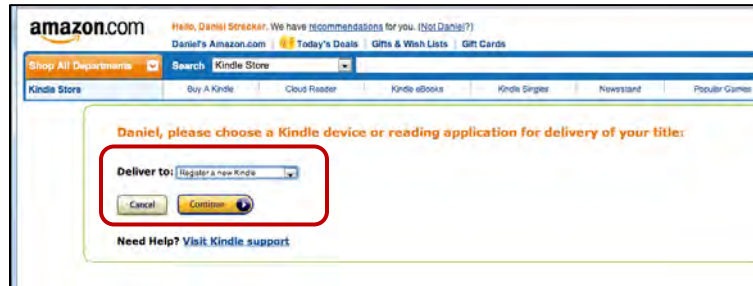 amazon.com
Hello, Daniel Strecker. We have recommendations for you. (Not Daniel?)
Daniel's Amazon.com Today's Deals Gifts & Wish Lists Gift Cards
Shop All Departments Search Kindle Store
Kindle Store Buy A Kindle Cloud Reader Kindle eBooks Kindle Singles Newsstand Popular Games
Daniel, please choose a Kindle device or reading application for delivery of your title:
Deliver to: Register a new Kindle
Cancel Continue
Need Help? Visit Kindle support